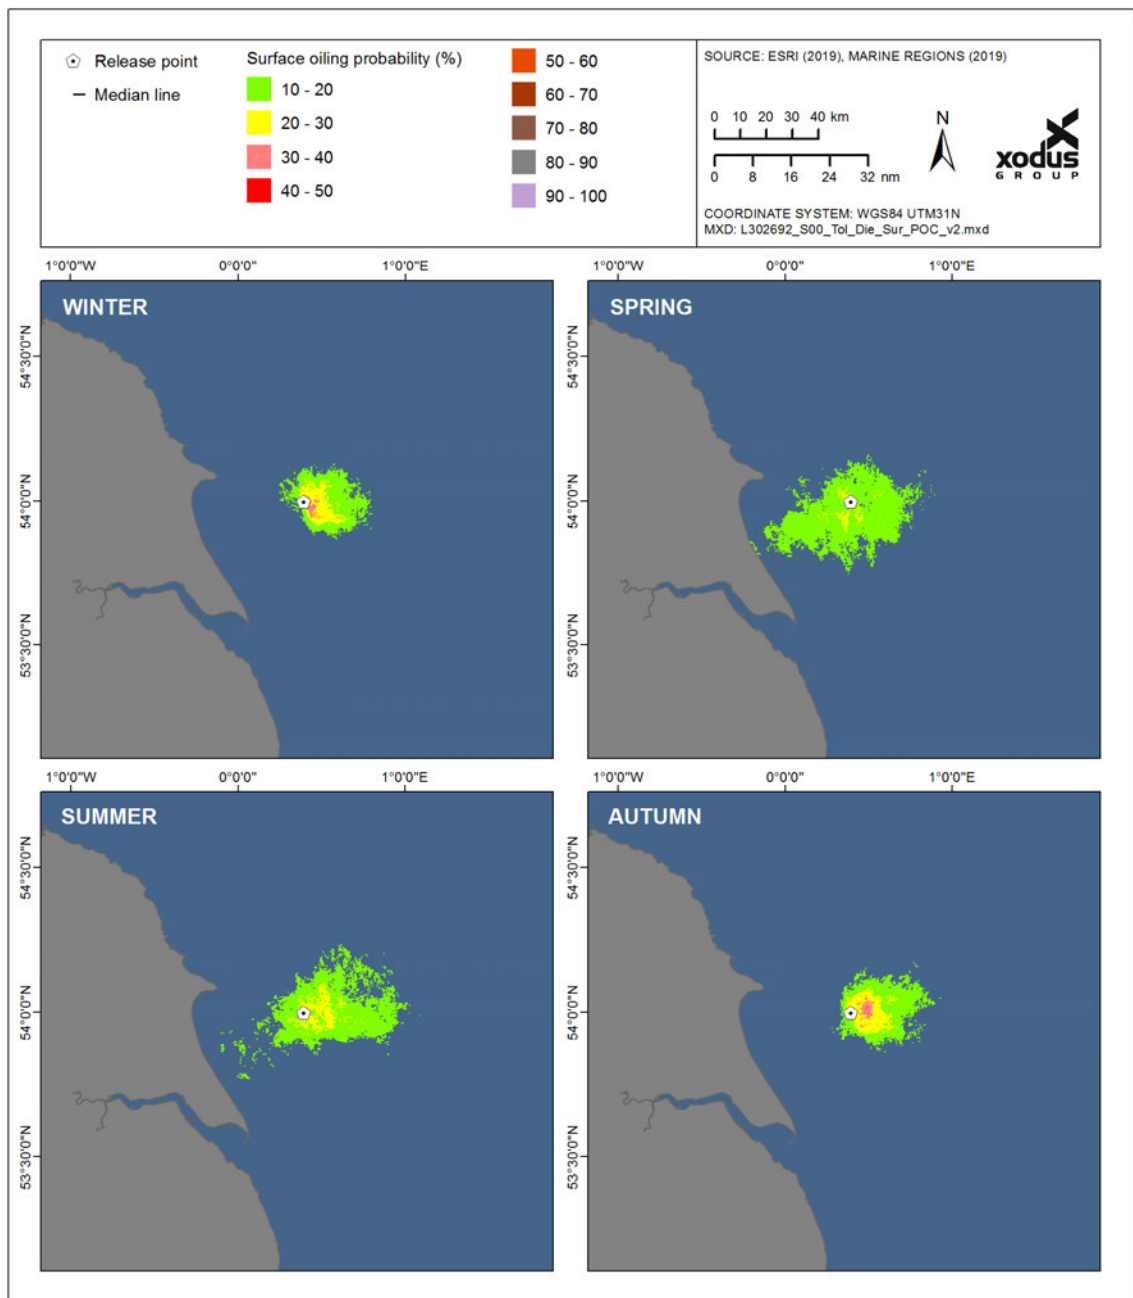 Release point
Median line
Surface oiling probability (%)
10 - 20
20 - 30
30 - 40
40 - 50
50 - 60
60 - 70
70 - 80
80 - 90
90 - 100
SOURCE: ESRI (2019), MARINE REGIONS (2019)
0 10 20 30 40 km
0 8 16 24 32 nm
N
xodus
GROUP
COORDINATE SYSTEM: WGS84 UTM31N
MXD: L302692_S00_Tol_Die_Sur_POC_v2.mxd
1°0'0"W 0°0'0" 1°0'0"E
1°0'0"W 0°0'0" 1°0'0"E
WINTER
SPRING
54°30'0"N
54°0'0"N
53°30'0"N
54°30'0"N
54°0'0"N
53°30'0"N
1°0'0"W 0°0'0" 1°0'0"E
1°0'0"W 0°0'0" 1°0'0"E
SUMMER
AUTUMN
54°30'0"N
54°0'0"N
53°30'0"N
54°30'0"N
54°0'0"N
53°30'0"N